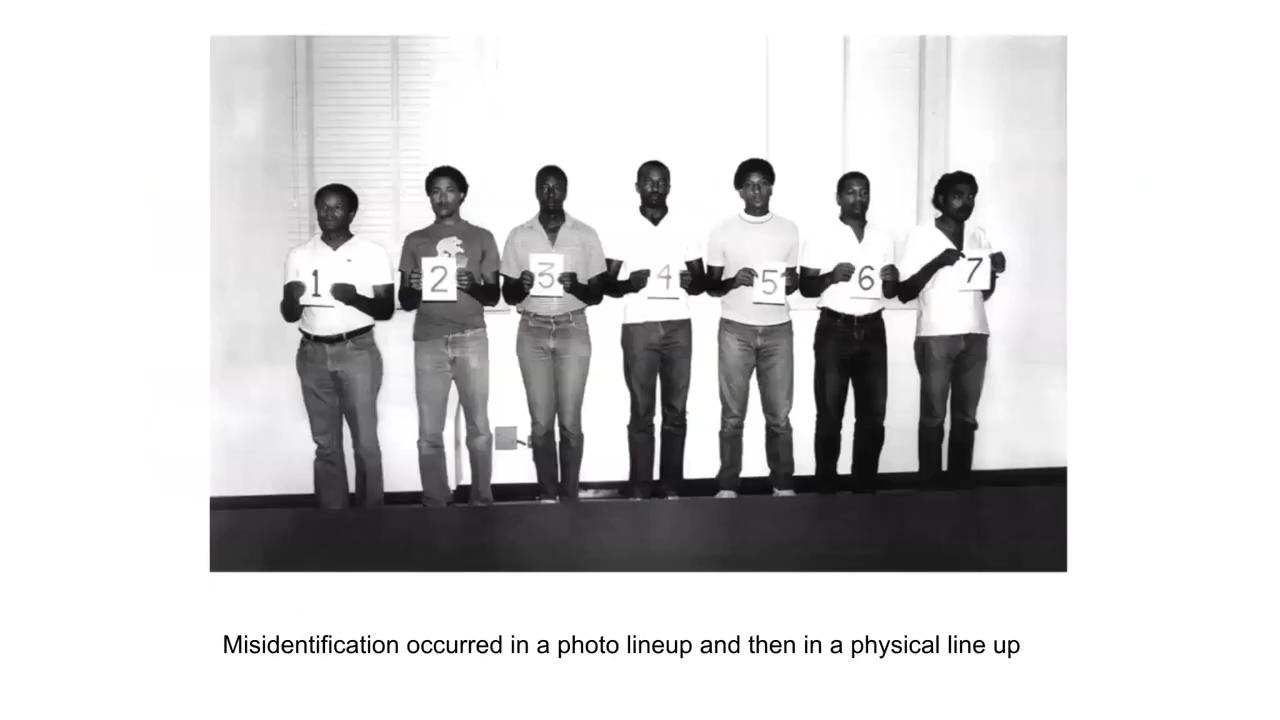 1 2 3 4 5 6 7
Misidentification occurred in a photo lineup and then in a physical line up